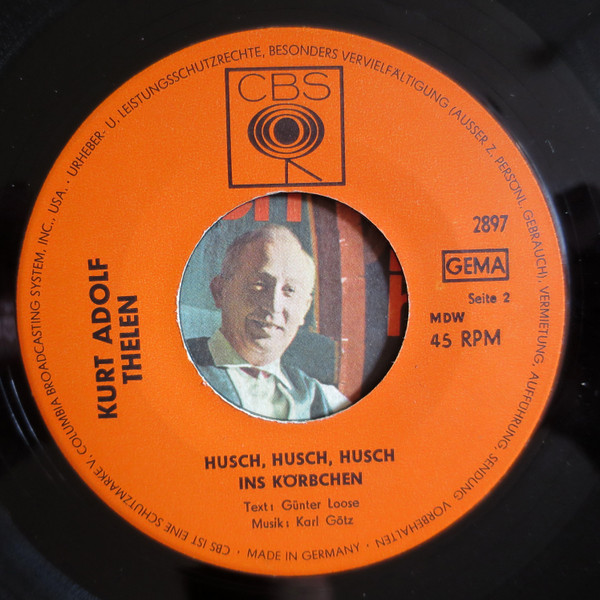 URHEBER- U. LEISTUNGSSCHUTZRECHTE, BESONDERS VERVIELFÄLTIGUNG (AUSSER Z. PERSÖNL. GEBRAUCH), VERMIETUNG, AUFFÜHRUNG, SENDUNG VORBEHALTEN
CBS
2897
GEMA
Seite 2
MDW
45 RPM
KURT ADOLF
THELEN
HUSCH, HUSCH, HUSCH
INS KÖRBCHEN
Text: Günter Loose
Musik: Karl Götz
· MADE IN GERMANY ·
CBS IST EINE SCHUTZMARKE V. COLUMBIA BROADCASTING SYSTEM, INC., USA. ·